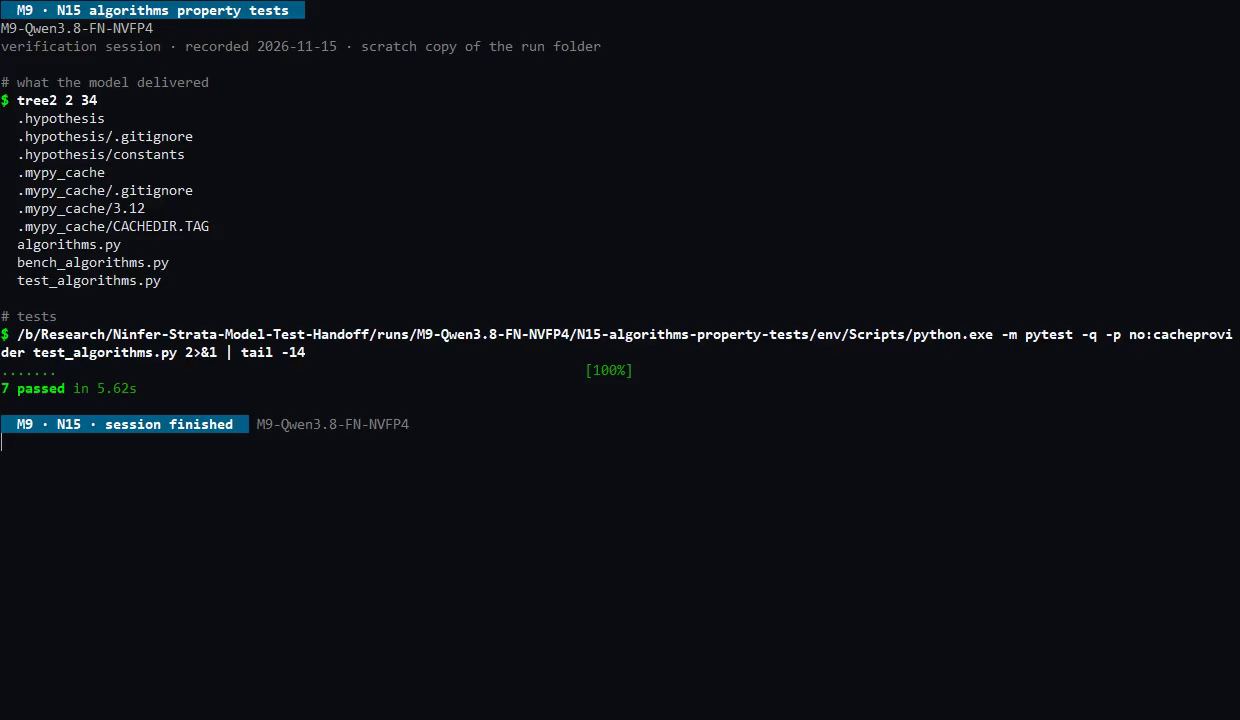 M9 · N15 algorithms property tests
M9-Qwen3.8-FN-NVFP4
verification session · recorded 2026-11-15 · scratch copy of the run folder
# what the model delivered
$ tree2 2 34
.hypothesis
.hypothesis/.gitignore
.hypothesis/constants
.mypy_cache
.mypy_cache/.gitignore
.mypy_cache/3.12
.mypy_cache/CACHEDIR.TAG
algorithms.py
bench_algorithms.py
test_algorithms.py
# tests
$ /b/Research/Ninfer-Strata-Model-Test-Handoff/runs/M9-Qwen3.8-FN-NVFP4/N15-algorithms-property-tests/env/Scripts/python.exe -m pytest -q -p no:cacheprovi
der test_algorithms.py 2>&1 | tail -14
....... [100%]
7 passed in 5.62s
M9 · N15 · session finished M9-Qwen3.8-FN-NVFP4